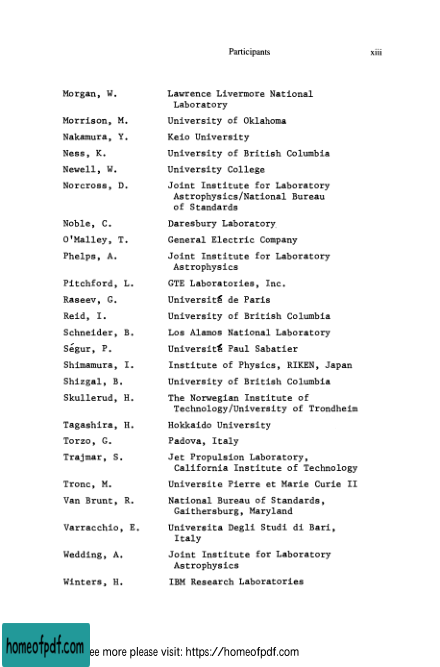 Participants xiii
Morgan, W. Lawrence Livermore National
Laboratory
Morrison, M. University of Oklahoma
Nakamura, Y. Keio University
Ness, K. University of British Columbia
Newell, W. University College
Norcross, D. Joint Institute for Laboratory
Astrophysics/National Bureau
of Standards
Noble, C. Daresbury Laboratory
O'Malley, T. General Electric Company
Phelps, A. Joint Institute for Laboratory
Astrophysics
Pitchford, L. GTE Laboratories, Inc.
Raseev, G. Université de Paris
Reid, I. University of British Columbia
Schneider, B. Los Alamos National Laboratory
Ségur, P. Université Paul Sabatier
Shimamura, I. Institute of Physics, RIKEN, Japan
Shizgal, B. University of British Columbia
Skullerud, H. The Norwegian Institute of
Technology/University of Trondheim
Tagashira, H. Hokkaido University
Torzo, G. Padova, Italy
Trajmar, S. Jet Propulsion Laboratory,
California Institute of Technology
Tronc, M. Universite Pierre et Marie Curie II
Van Brunt, R. National Bureau of Standards,
Gaithersburg, Maryland
Varracchio, E. Universita Degli Studi di Bari,
Italy
Wedding, A. Joint Institute for Laboratory
Astrophysics
Winters, H. IBM Research Laboratories
homeofpdf.com ee more please visit: https://homeofpdf.com